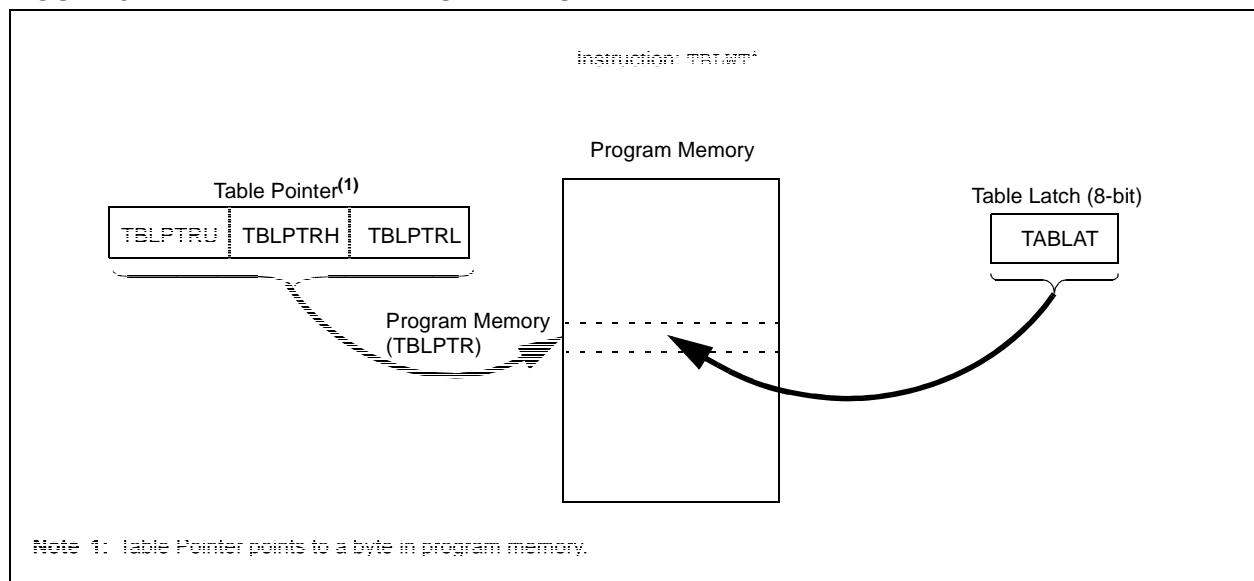 Instruction: TBLWT*
Program Memory
Table Pointer(1)
Table Latch (8-bit)
TBLPTRU TBLPTRH TBLPTRL
TABLAT
Program Memory
(TBLPTR)
Note 1: Table Pointer points to a byte in program memory.